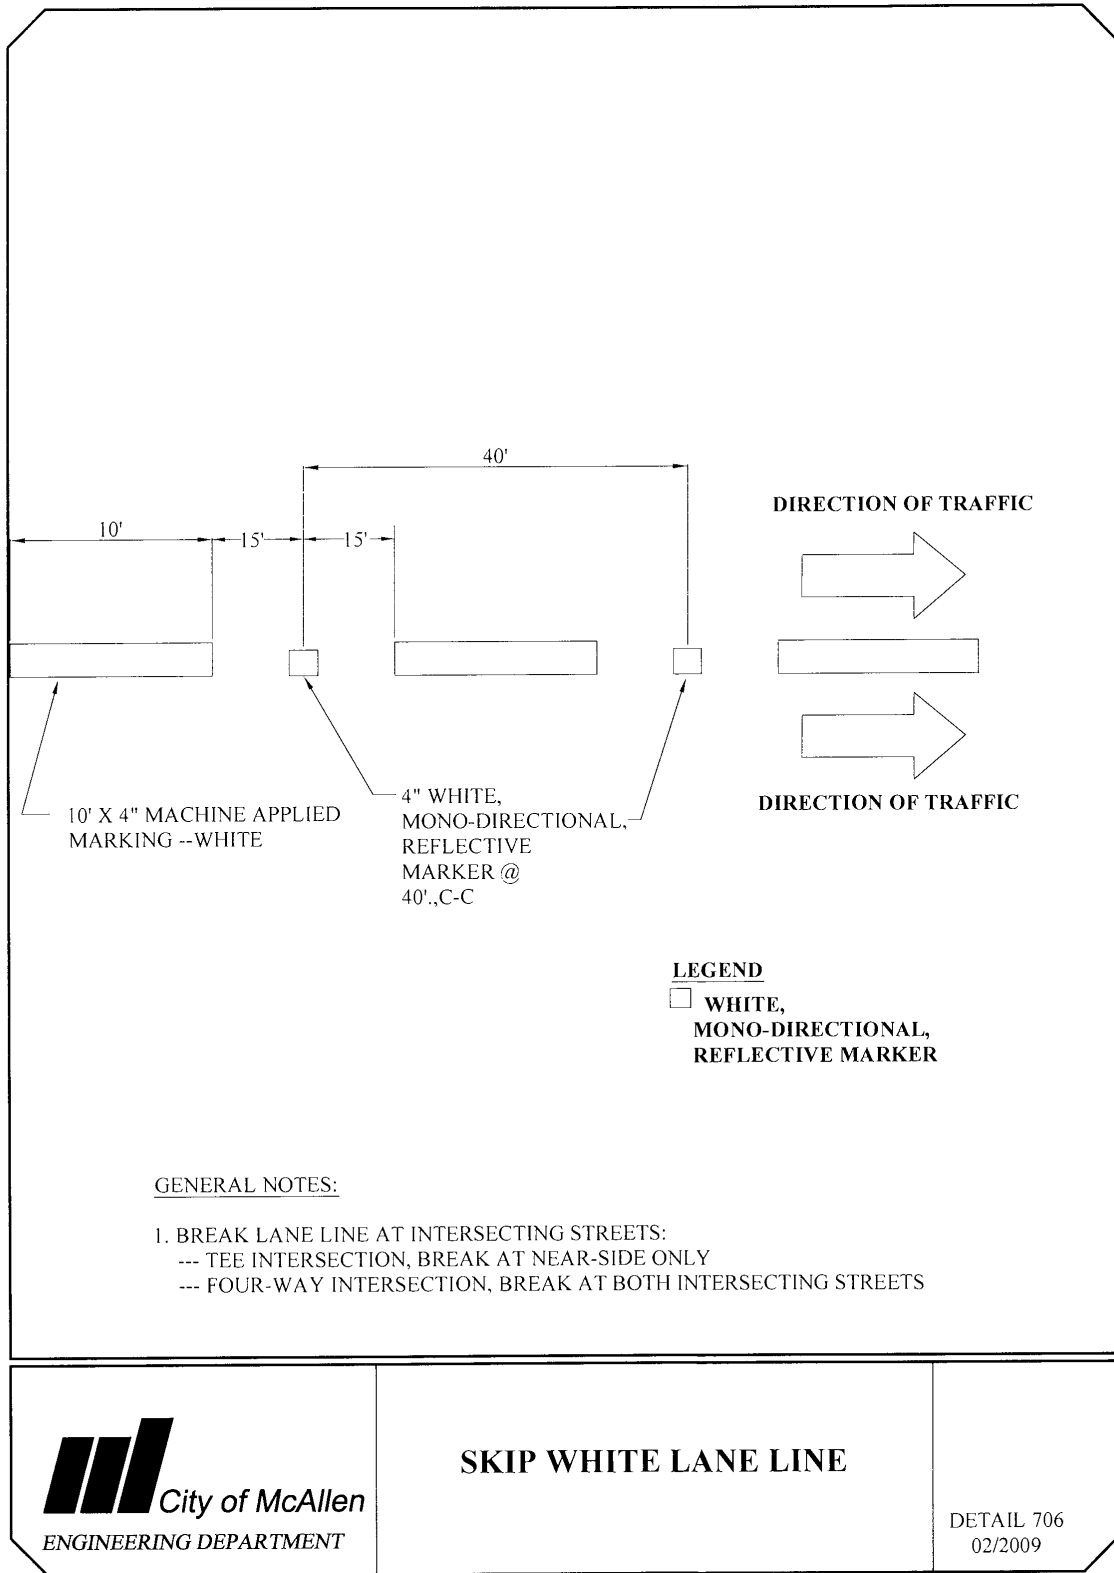 40'
DIRECTION OF TRAFFIC
10'
15'
15'
10' X 4" MACHINE APPLIED
MARKING --WHITE
4" WHITE,
MONO-DIRECTIONAL,
REFLECTIVE
MARKER @
40'.,C-C
DIRECTION OF TRAFFIC
LEGEND
WHITE,
MONO-DIRECTIONAL,
REFLECTIVE MARKER
GENERAL NOTES:
1. BREAK LANE LINE AT INTERSECTING STREETS:
--- TEE INTERSECTION, BREAK AT NEAR-SIDE ONLY
--- FOUR-WAY INTERSECTION, BREAK AT BOTH INTERSECTING STREETS
City of McAllen
ENGINEERING DEPARTMENT
SKIP WHITE LANE LINE
DETAIL 706
02/2009